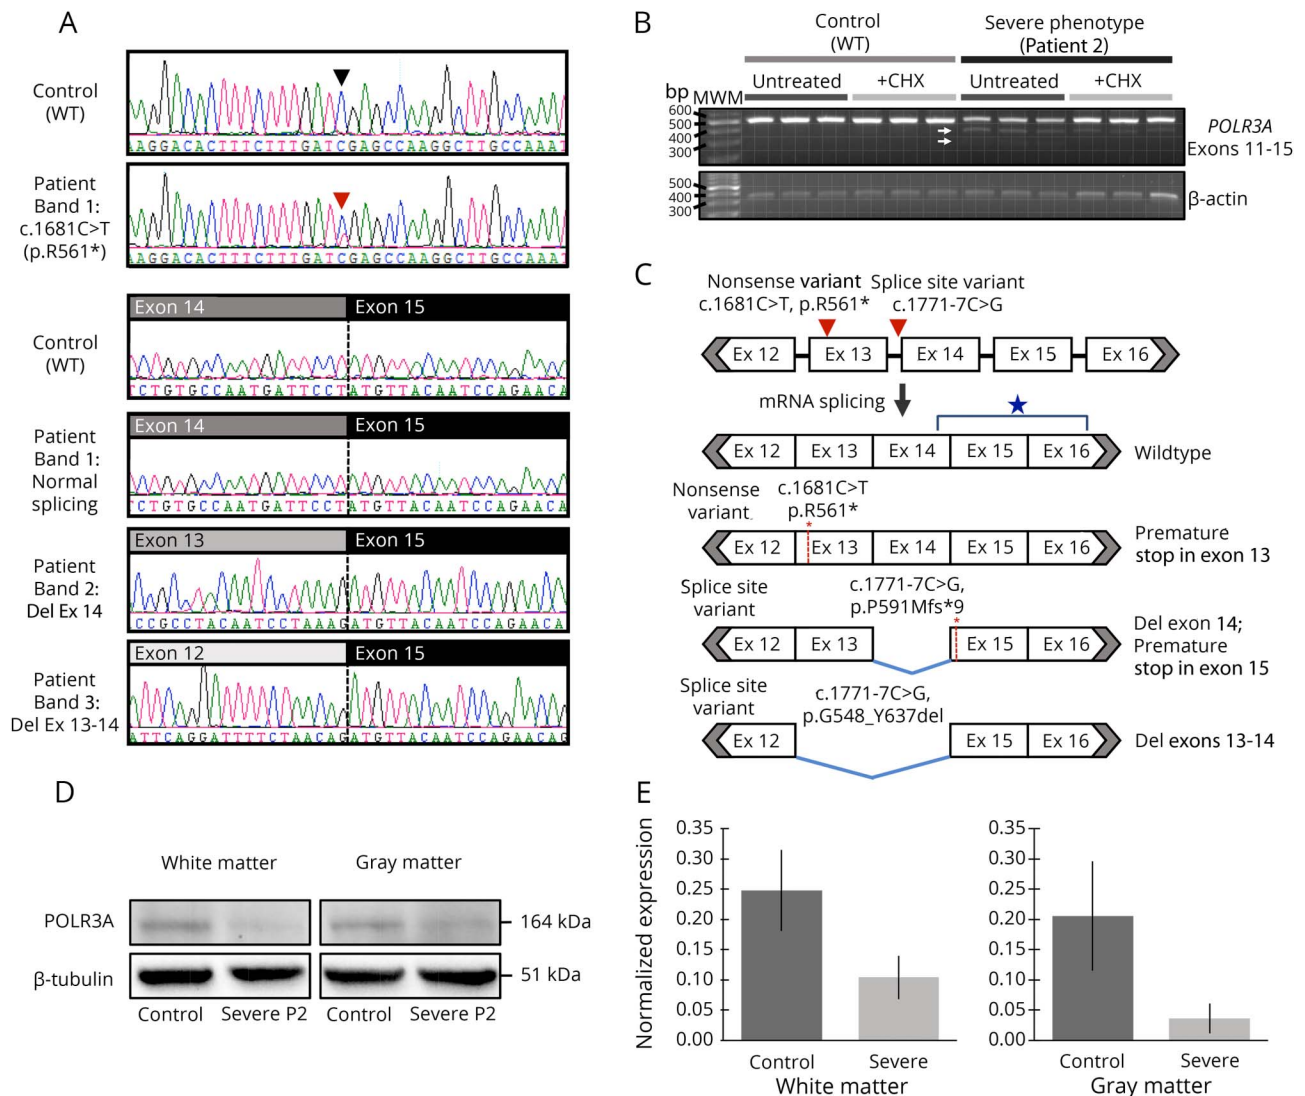 A
Control
(WT)
AAGGACACTTTCTTTGATCGAGCCAAGGCTTGCCAAAT
Patient
Band 1:
c.1681C>T
(p.R561*)
AAGGACACTTTCTTTGATCGAGCCAAGGCTTGCCAAAT
Exon 14
Exon 15
Control
(WT)
TCTGTGCCAATGATTCCTATGTTACAATCCAGAACA
Exon 14
Exon 15
Patient
Band 1:
Normal
splicing
TCTGTGCCAATGATTCCTATGTTACAATCCAGAACA
Exon 13
Exon 15
Patient
Band 2:
Del Ex 14
CCGCCTACAATCCTAAAGATGTTACAATCCAGAACA
Exon 12
Exon 15
Patient
Band 3:
Del Ex 13-14
ATTCAGGATTTTCTAACAGATGTTACAATCCAGAACAG
B
Control
(WT)
Severe phenotype
(Patient 2)
Untreated
+CHX
Untreated
+CHX
bp
MWM
600
500
400
300
POLR3A
Exons 11-15
500
400
300
β-actin
C
Nonsense variant
c.1681C>T, p.R561*
Splice site variant
c.1771-7C>G
Ex 12
Ex 13
Ex 14
Ex 15
Ex 16
mRNA splicing
Ex 12
Ex 13
Ex 14
Ex 15
Ex 16
Wildtype
Nonsense
variant
c.1681C>T
p.R561*
*
Ex 12
Ex 13
Ex 14
Ex 15
Ex 16
Premature
stop in exon 13
Splice site
variant
c.1771-7C>G,
p.P591Mfs*9
*
Ex 12
Ex 13
Ex 15
Ex 16
Del exon 14;
Premature
stop in exon 15
Splice site
variant
c.1771-7C>G,
p.G548_Y637del
Ex 12
Ex 15
Ex 16
Del exons 13-14
D
White matter
Gray matter
POLR3A
164 kDa
β-tubulin
51 kDa
Control
Severe P2
Control
Severe P2
E
Normalized expression
0.35
0.30
0.25
0.20
0.15
0.10
0.05
0.00
Control
Severe
White matter
0.35
0.30
0.25
0.20
0.15
0.10
0.05
0.00
Control
Severe
Gray matter